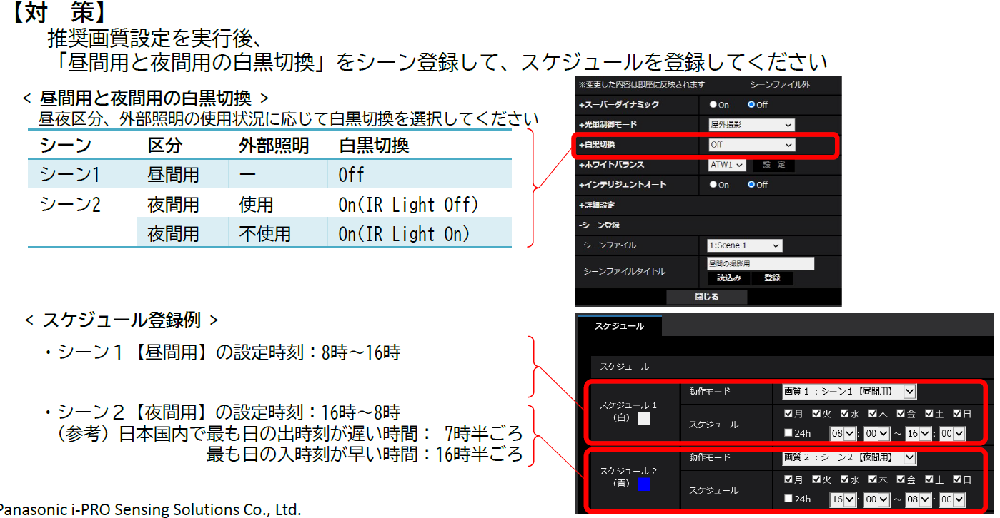 【対　策】
推奨画質設定を実行後、
「昼間用と夜間用の白黒切換」をシーン登録して、スケジュールを登録してください
< 昼間用と夜間用の白黒切換 >
昼夜区分、外部照明の使用状況に応じて白黒切換を選択してください
シーン 区分 外部照明 白黒切換
シーン1 昼間用 ― Off
シーン2 夜間用 使用 On(IR Light Off)
夜間用 不使用 On(IR Light On)
※変更した内容は即座に反映されます シーンファイル外
+スーパーダイナミック On Off
+光量制御モード 屋外撮影
+白黒切換 Off
+ホワイトバランス ATW1 設 定
+インテリジェントオート On Off
+詳細設定
-シーン登録
シーンファイル 1:Scene 1
シーンファイルタイトル 昼間の撮影用
読込み 登録
閉じる
< スケジュール登録例 >
・シーン１【昼間用】の設定時刻：8時～16時
・シーン２【夜間用】の設定時刻：16時～8時
（参考）日本国内で最も日の出時刻が遅い時間： 7時半ごろ
最も日の入時刻が早い時間：16時半ごろ
スケジュール
スケジュール
スケジュール 1
（白）
動作モード 画質１：シーン１【昼間用】
スケジュール 月 火 水 木 金 土 日
24h 08 : 00 ～ 16 : 00
スケジュール 2
（青）
動作モード 画質２：シーン２【夜間用】
スケジュール 月 火 水 木 金 土 日
24h 16 : 00 ～ 08 : 00
Panasonic i-PRO Sensing Solutions Co., Ltd.